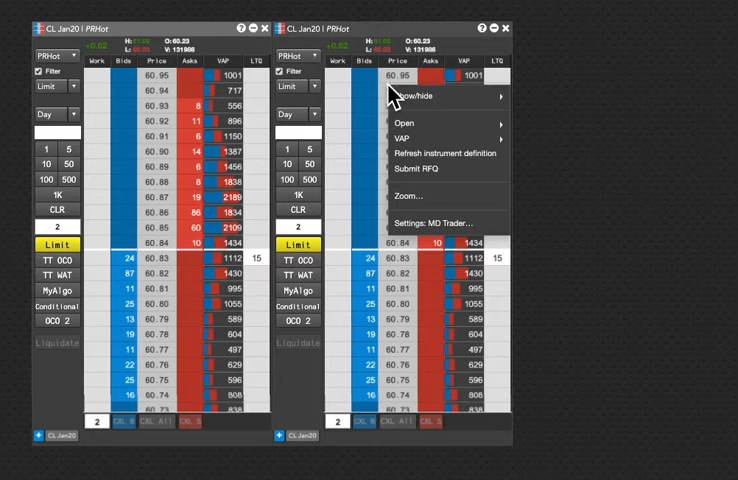 CL Jan20 | PRHot
+0.62 H: O: 60.23
L: V: 131986
PRHot
Filter
Limit
Day
1 5
10 50
100 500
1K
CLR
2
Limit
TT OCO
TT WAT
MyAlgo
Conditional
OCO 2
Liquidate
Work Bids Price Asks VAP LTQ
60.95 1001
60.94 717
60.93 8 556
60.92 11 896
60.91 6 1150
60.90 14 1387
60.89 6 1456
60.88 8 1838
60.87 19 2189
60.86 86 1834
60.85 60 2109
60.84 10 1434
24 60.83 1112 15
87 60.82 1430
11 60.81 995
25 60.80 1055
13 60.79 589
19 60.78 604
11 60.77 497
22 60.76 629
25 60.75 596
16 60.74 808
60.73 838
2 CXL B CXL All CXL S
CL Jan20
CL Jan20 | PRHot
+0.62 H: O: 60.23
L: V: 131986
PRHot
Filter
Limit
Day
1 5
10 50
100 500
1K
CLR
2
Limit
TT OCO
TT WAT
MyAlgo
Conditional
OCO 2
Liquidate
Work Bids Price Asks VAP LTQ
60.95 1001
Open
VAP
Refresh instrument definition
Submit RFQ
Zoom...
Settings: MD Trader...
60.84 10 1434
24 60.83 1112 15
87 60.82 1430
11 60.81 995
25 60.80 1055
13 60.79 589
19 60.78 604
11 60.77 497
22 60.76 629
25 60.75 596
16 60.74 808
60.73 838
2 CXL B CXL All CXL S
CL Jan20